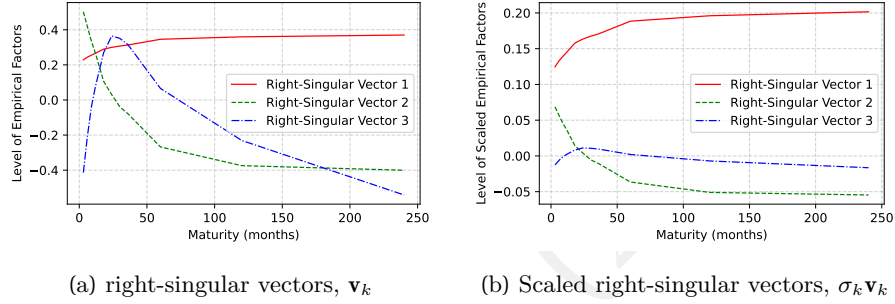 Level of Empirical Factors
0.4
0.2
0.0
−0.2
−0.4
Right-Singular Vector 1
Right-Singular Vector 2
Right-Singular Vector 3
0 50 100 150 200 250
Maturity (months)
(a) right-singular vectors, 𝐯ₖ
Level of Scaled Empirical Factors
0.20
0.15
0.10
0.05
0.00
−0.05
Right-Singular Vector 1
Right-Singular Vector 2
Right-Singular Vector 3
0 50 100 150 200 250
Maturity (months)
(b) Scaled right-singular vectors, σₖ𝐯ₖ